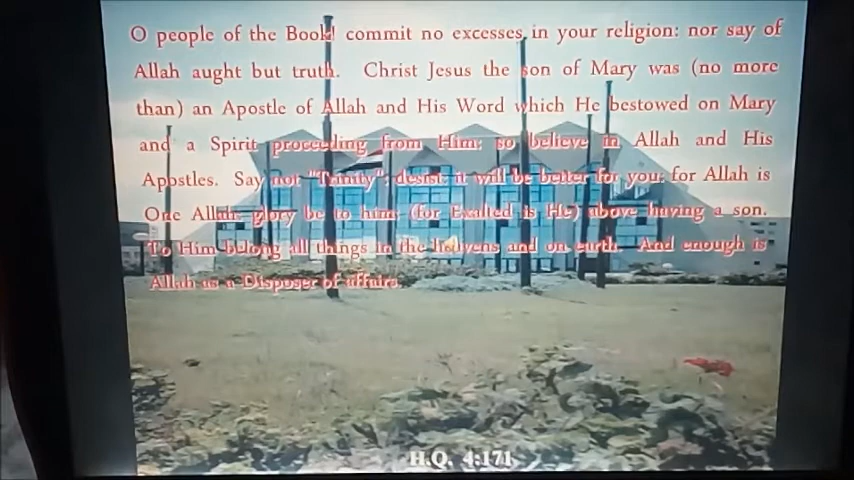 O people of the Book! commit no excesses in your religion: nor say of
Allah aught but truth. Christ Jesus the son of Mary was (no more
than) an Apostle of Allah and His Word which He bestowed on Mary
and a Spirit proceeding from Him: so believe in Allah and His
Apostles. Say not "Trinity": desist: it will be better for you: for Allah is
One Allah: glory be to him: (for Exalted is He) above having a son.
To Him belong all things in the heavens and on earth. And enough is
Allah as a Disposer of affairs.
H.Q. 4:171